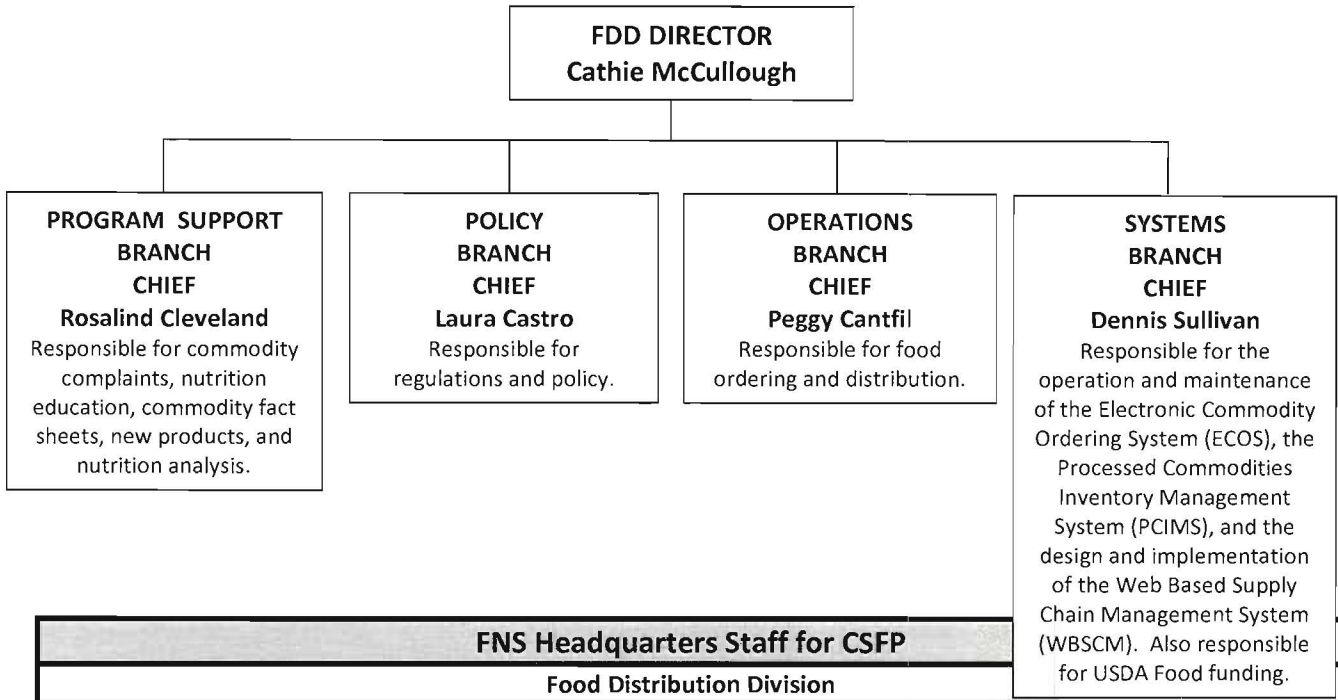 FDD DIRECTOR
Cathie McCullough
PROGRAM SUPPORT
BRANCH
CHIEF
Rosalind Cleveland
Responsible for commodity
complaints, nutrition
education, commodity fact
sheets, new products, and
nutrition analysis.
POLICY
BRANCH
CHIEF
Laura Castro
Responsible for
regulations and policy.
OPERATIONS
BRANCH
CHIEF
Peggy Cantfil
Responsible for food
ordering and distribution.
SYSTEMS
BRANCH
CHIEF
Dennis Sullivan
Responsible for the
operation and maintenance
of the Electronic Commodity
Ordering System (ECOS), the
Processed Commodities
Inventory Management
System (PCIMS), and the
design and implementation
of the Web Based Supply
Chain Management System
(WBSCM). Also responsible
for USDA Food funding.
FNS Headquarters Staff for CSFP
Food Distribution Division